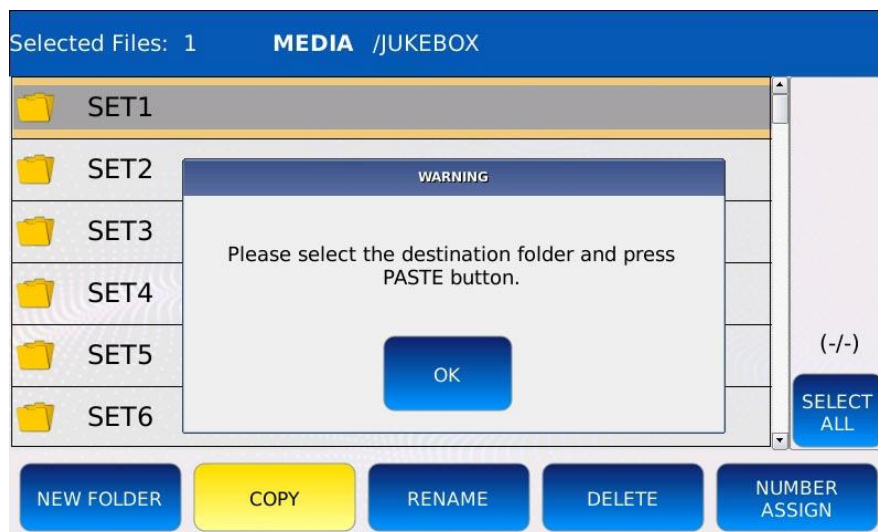 Selected Files: 1 MEDIA /JUKEBOX
SET1
SET2
SET3
SET4
SET5
SET6
WARNING
Please select the destination folder and press
PASTE button.
OK
(-/-)
SELECT
ALL
NEW FOLDER
COPY
RENAME
DELETE
NUMBER
ASSIGN